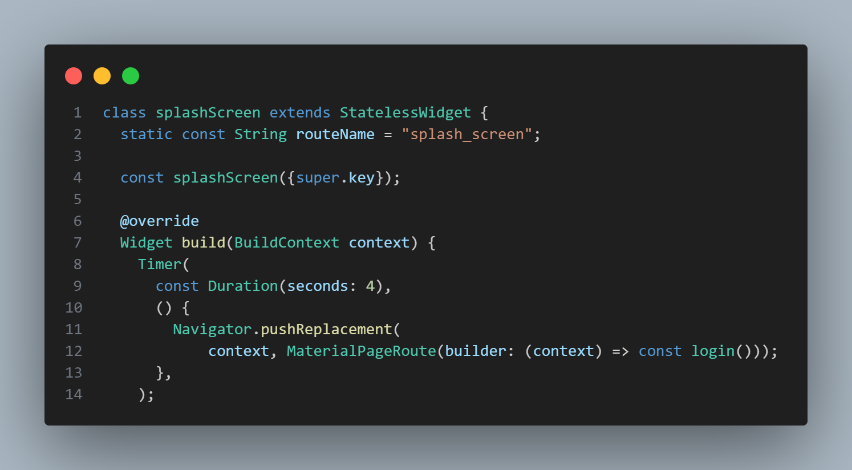 1 class splashScreen extends StatelessWidget {
2 static const String routeName = "splash_screen";
3
4 const splashScreen({super.key});
5
6 @override
7 Widget build(BuildContext context) {
8 Timer(
9 const Duration(seconds: 4),
10 () {
11 Navigator.pushReplacement(
12 context, MaterialPageRoute(builder: (context) => const login()));
13 },
14 );